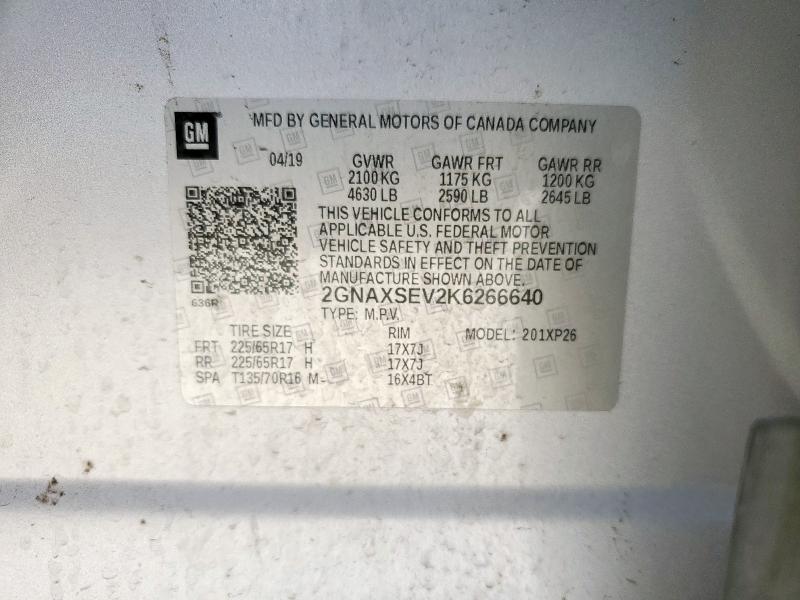 GM MFD BY GENERAL MOTORS OF CANADA COMPANY
04/19 GVWR GAWR FRT GAWR RR
2100 KG 1175 KG 1200 KG
4630 LB 2590 LB 2645 LB
THIS VEHICLE CONFORMS TO ALL
APPLICABLE U.S. FEDERAL MOTOR
VEHICLE SAFETY AND THEFT PREVENTION
STANDARDS IN EFFECT ON THE DATE OF
MANUFACTURE SHOWN ABOVE.
2GNAXSEV2K6266640
636R
TYPE: M.P.V.
TIRE SIZE RIM MODEL: 201XP26
FRT 225/65R17 H 17X7J
RR 225/65R17 H 17X7J
SPA T135/70R16 M- 16X4BT